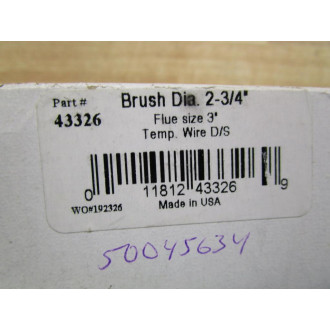 Part #
43326
Brush Dia. 2-3/4"
Flue size 3"
Temp. Wire D/S
0 11812 43326 9
WO#192326
Made in USA
50045634